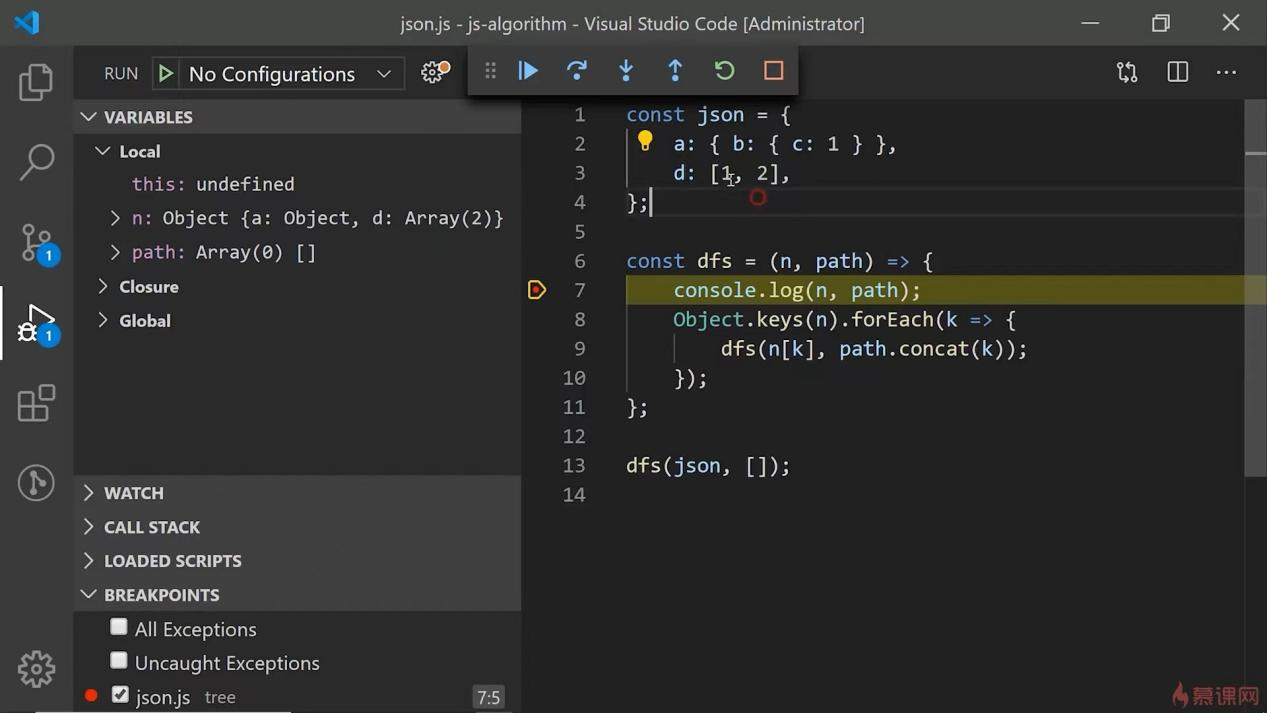 json.js - js-algorithm - Visual Studio Code [Administrator]
RUN No Configurations
VARIABLES
Local
this: undefined
n: Object {a: Object, d: Array(2)}
path: Array(0) []
Closure
Global
1
1
WATCH
CALL STACK
LOADED SCRIPTS
BREAKPOINTS
All Exceptions
Uncaught Exceptions
json.js tree 7:5
1 const json = {
2 a: { b: { c: 1 } },
3 d: [1, 2],
4 };
5
6 const dfs = (n, path) => {
7 console.log(n, path);
8 Object.keys(n).forEach(k => {
9 dfs(n[k], path.concat(k));
10 });
11 };
12
13 dfs(json, []);
14
慕课网